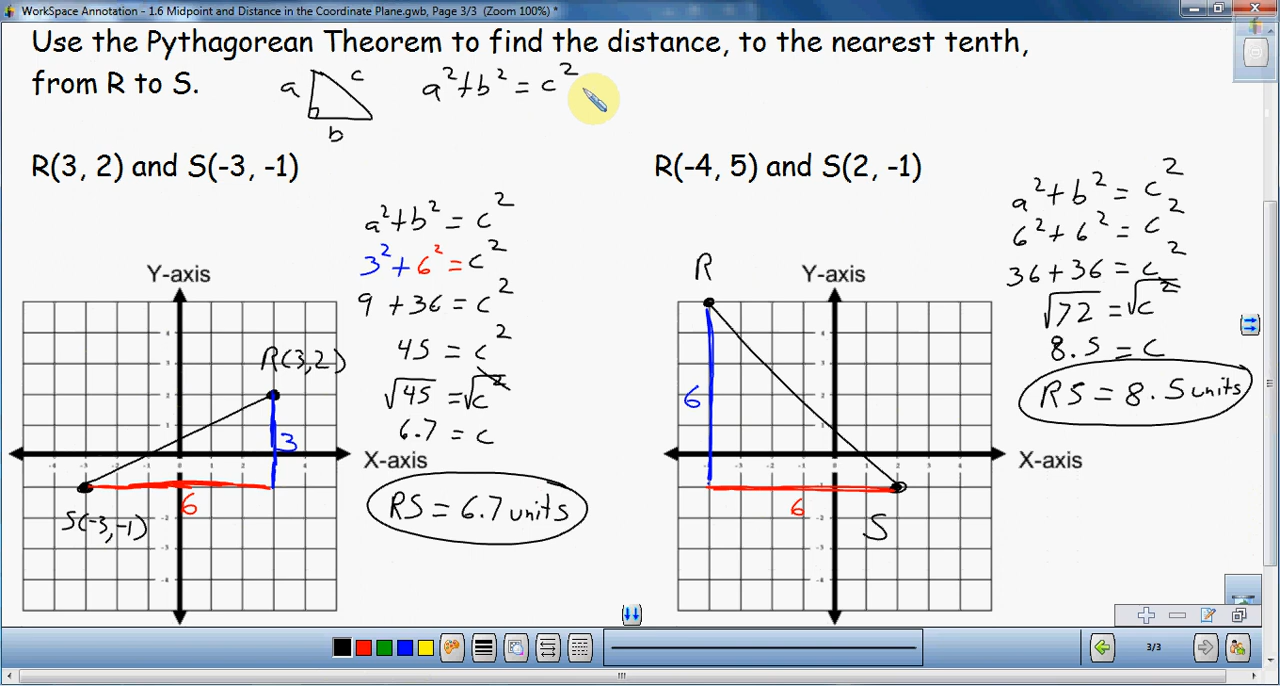 WorkSpace Annotation - 1.6 Midpoint and Distance in the Coordinate Plane.gwb, Page 3/3 (Zoom 100%) *
Use the Pythagorean Theorem to find the distance, to the nearest tenth,
from R to S.
a
c
b
a²+b² = c²
R(3, 2) and S(-3, -1)
a²+b² = c²
3² + 6² = c²
9 + 36 = c²
45 = c²
√45 = √c²
6.7 = c
RS = 6.7 units
Y-axis
R(3,2)
3
X-axis
6
S(-3,-1)
R(-4, 5) and S(2, -1)
a² + b² = c²
6² + 6² = c²
36 + 36 = c²
√72 = √c²
8.5 = c
RS = 8.5 units
R
Y-axis
6
X-axis
6
S
3/3